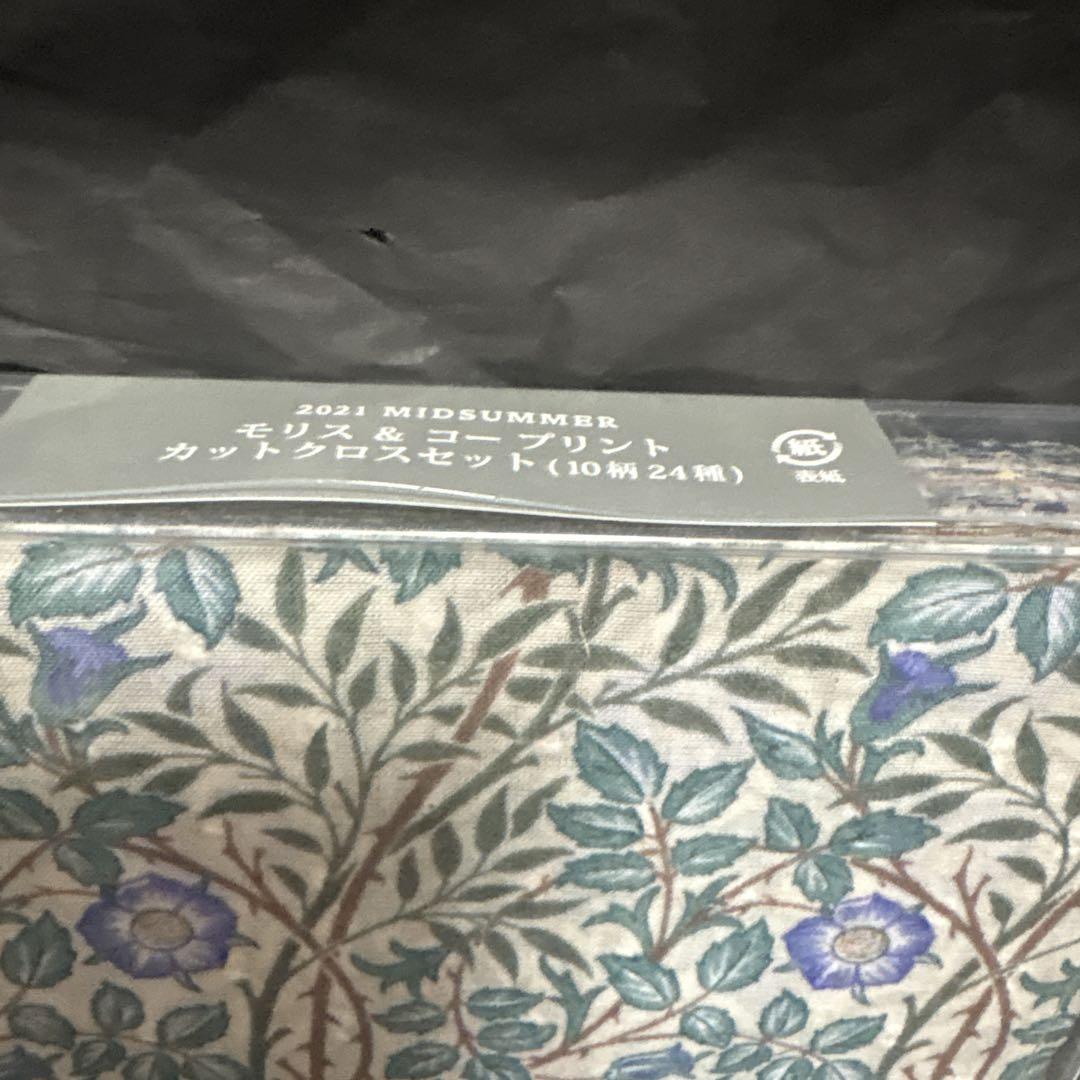 2021 MIDSUMMER
モリス & コー プリント
カットクロスセット(10柄24種)
紙
表紙